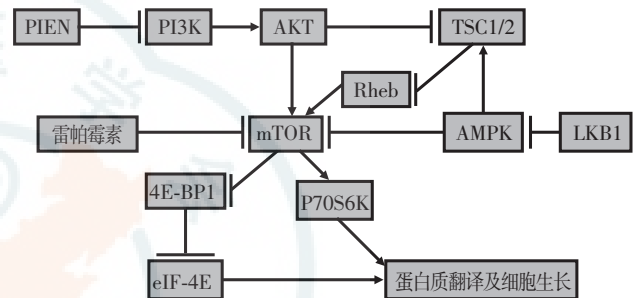 PIEN
PI3K
AKT
TSC1/2
Rheb
雷帕霉素
mTOR
AMPK
LKB1
4E-BP1
P70S6K
eIF-4E
蛋白质翻译及细胞生长